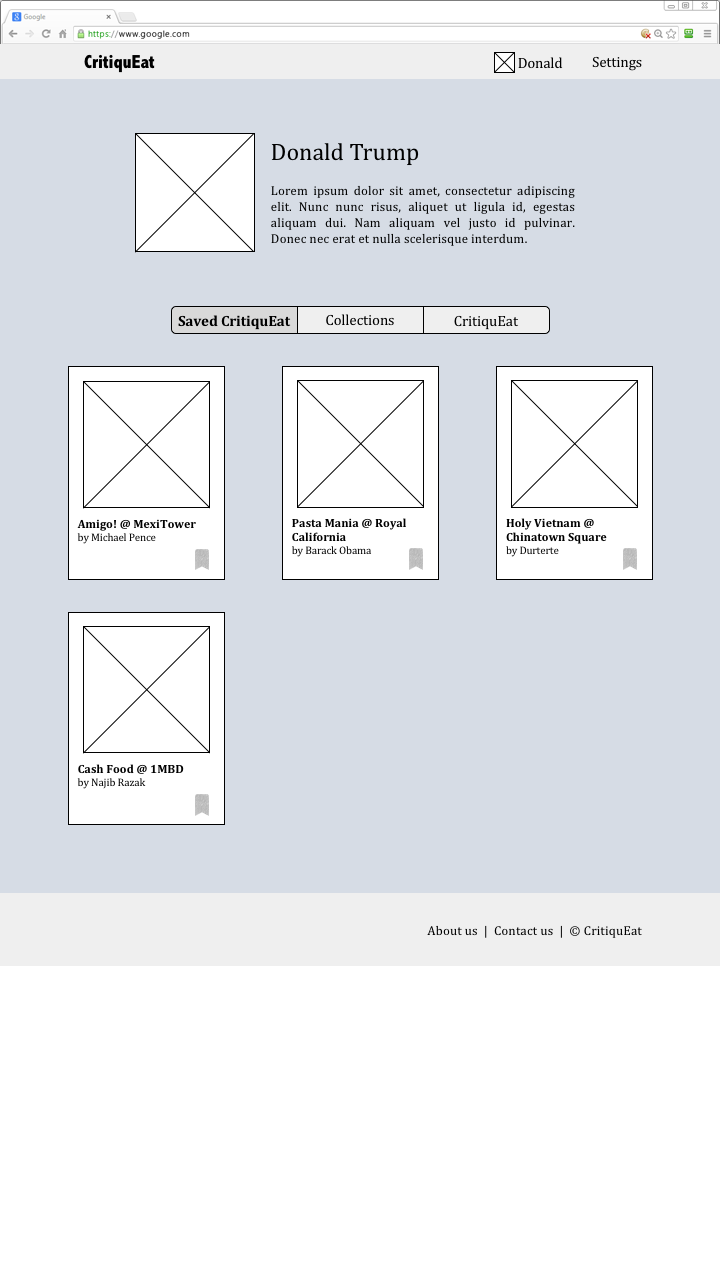 Google
https://www.google.com
CritiquEat
Donald
Settings
Donald Trump
Lorem ipsum dolor sit amet, consectetur adipiscing
elit. Nunc nunc risus, aliquet ut ligula id, egestas
aliquam dui. Nam aliquam vel justo id pulvinar.
Donec nec erat et nulla scelerisque interdum.
Saved CritiquEat
Collections
CritiquEat
Amigo! @ MexiTower
by Michael Pence
Pasta Mania @ Royal
California
by Barack Obama
Holy Vietnam @
Chinatown Square
by Durterte
Cash Food @ 1MBD
by Najib Razak
About us | Contact us | © CritiquEat